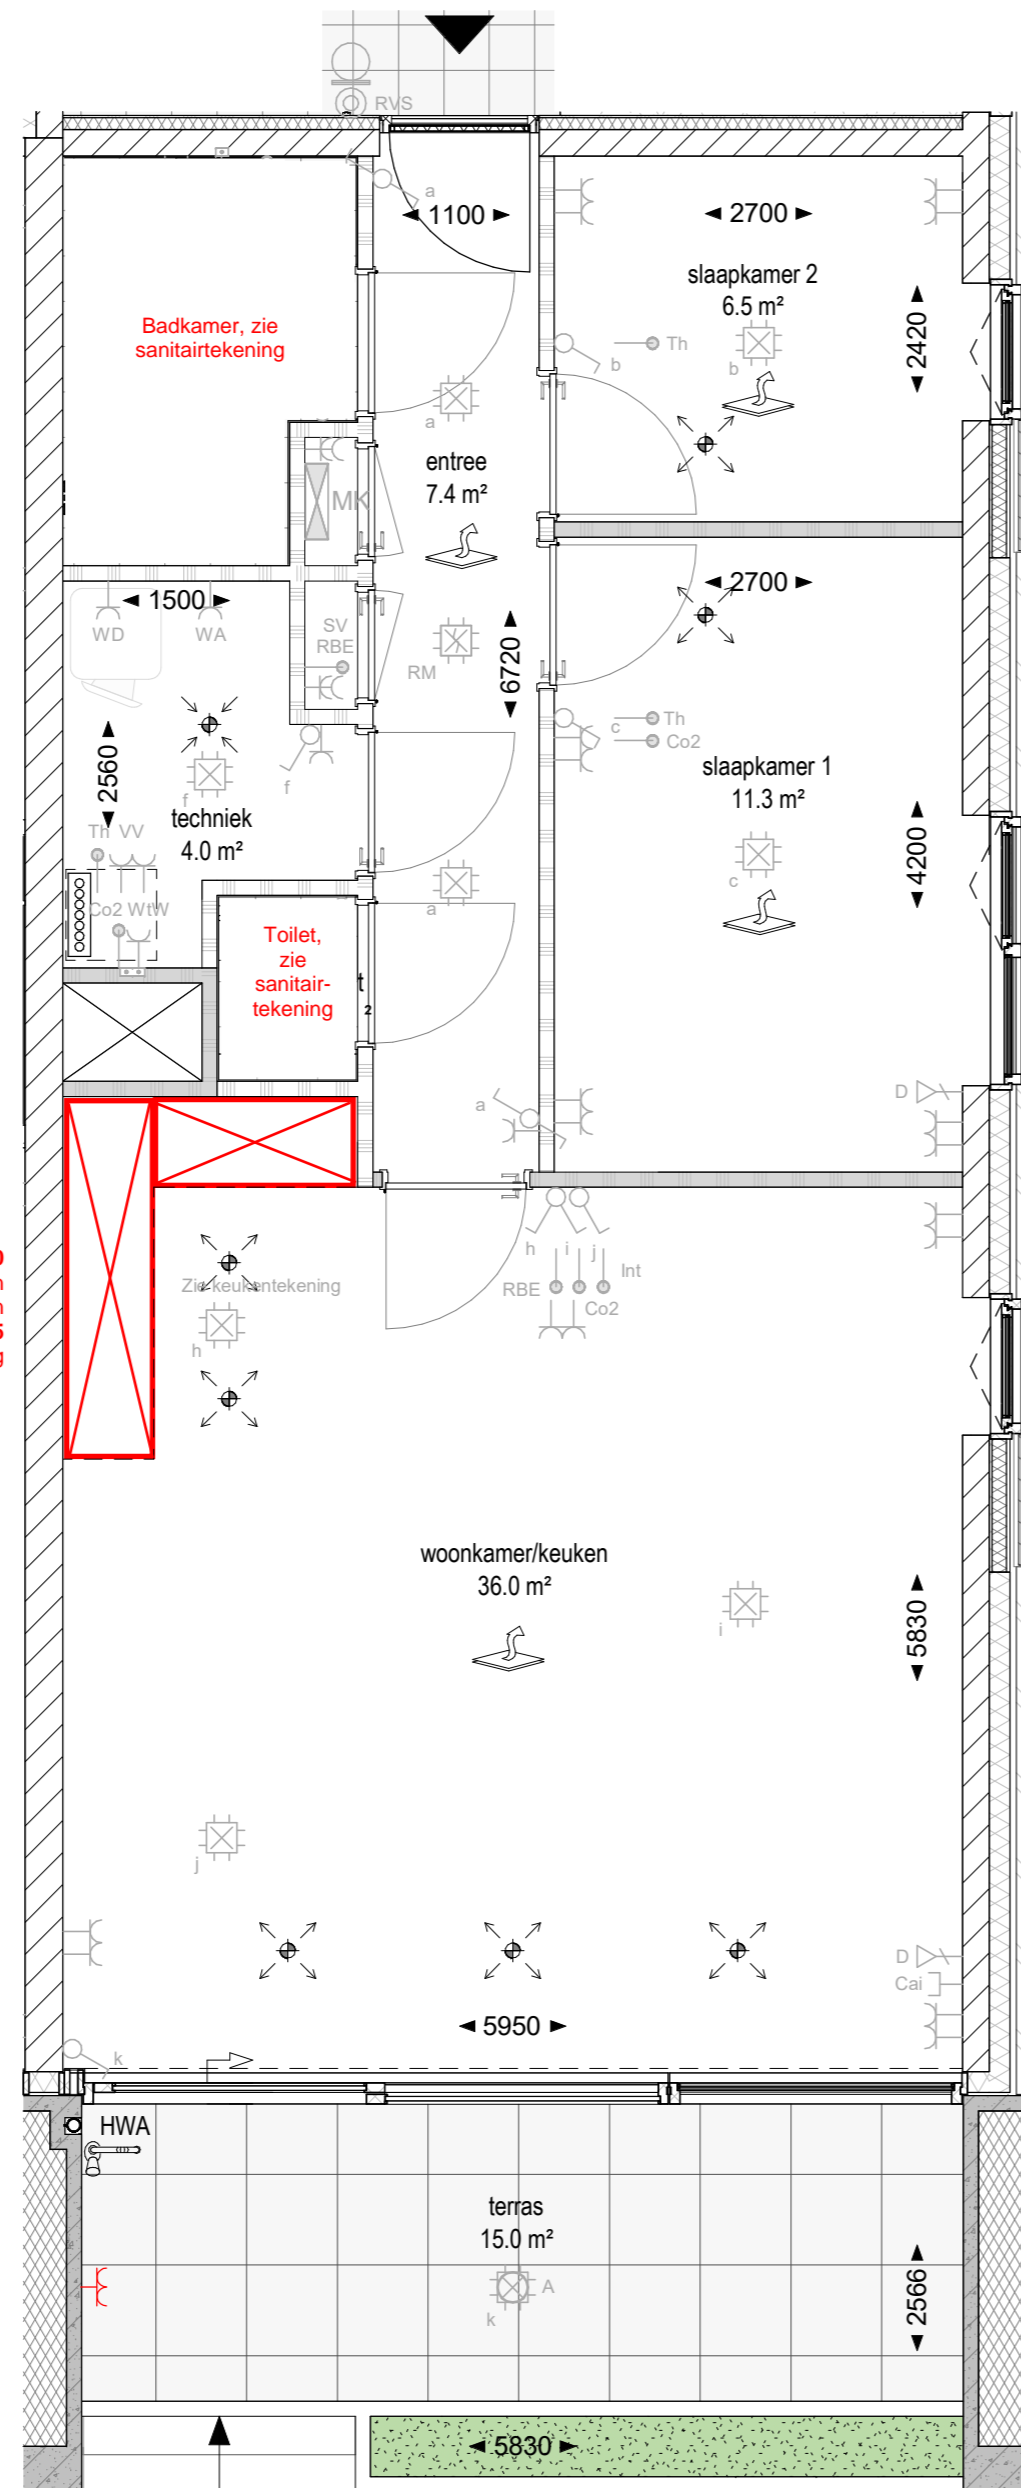 RVS
a
1100
2700
slaapkamer 2
6.5 m²
Badkamer, zie
sanitairtekening
2420
b
Th
b
a
entree
7.4 m²
MK
1500
WD
WA
2700
SV
RBE
RM
6720
c
Th
Co2
slaapkamer 1
11.3 m²
2560
f
f
techniek
4.0 m²
Th VV
4200
c
a
Co2 WtW
Toilet,
zie
sanitair-
tekening
t
²
D
a
h
i
j
Int
RBE
Co2
Zie keukentekening
h
woonkamer/keuken
36.0 m²
i
5830
j
D
Cai
5950
k
HWA
terras
15.0 m²
A
k
2566
5830